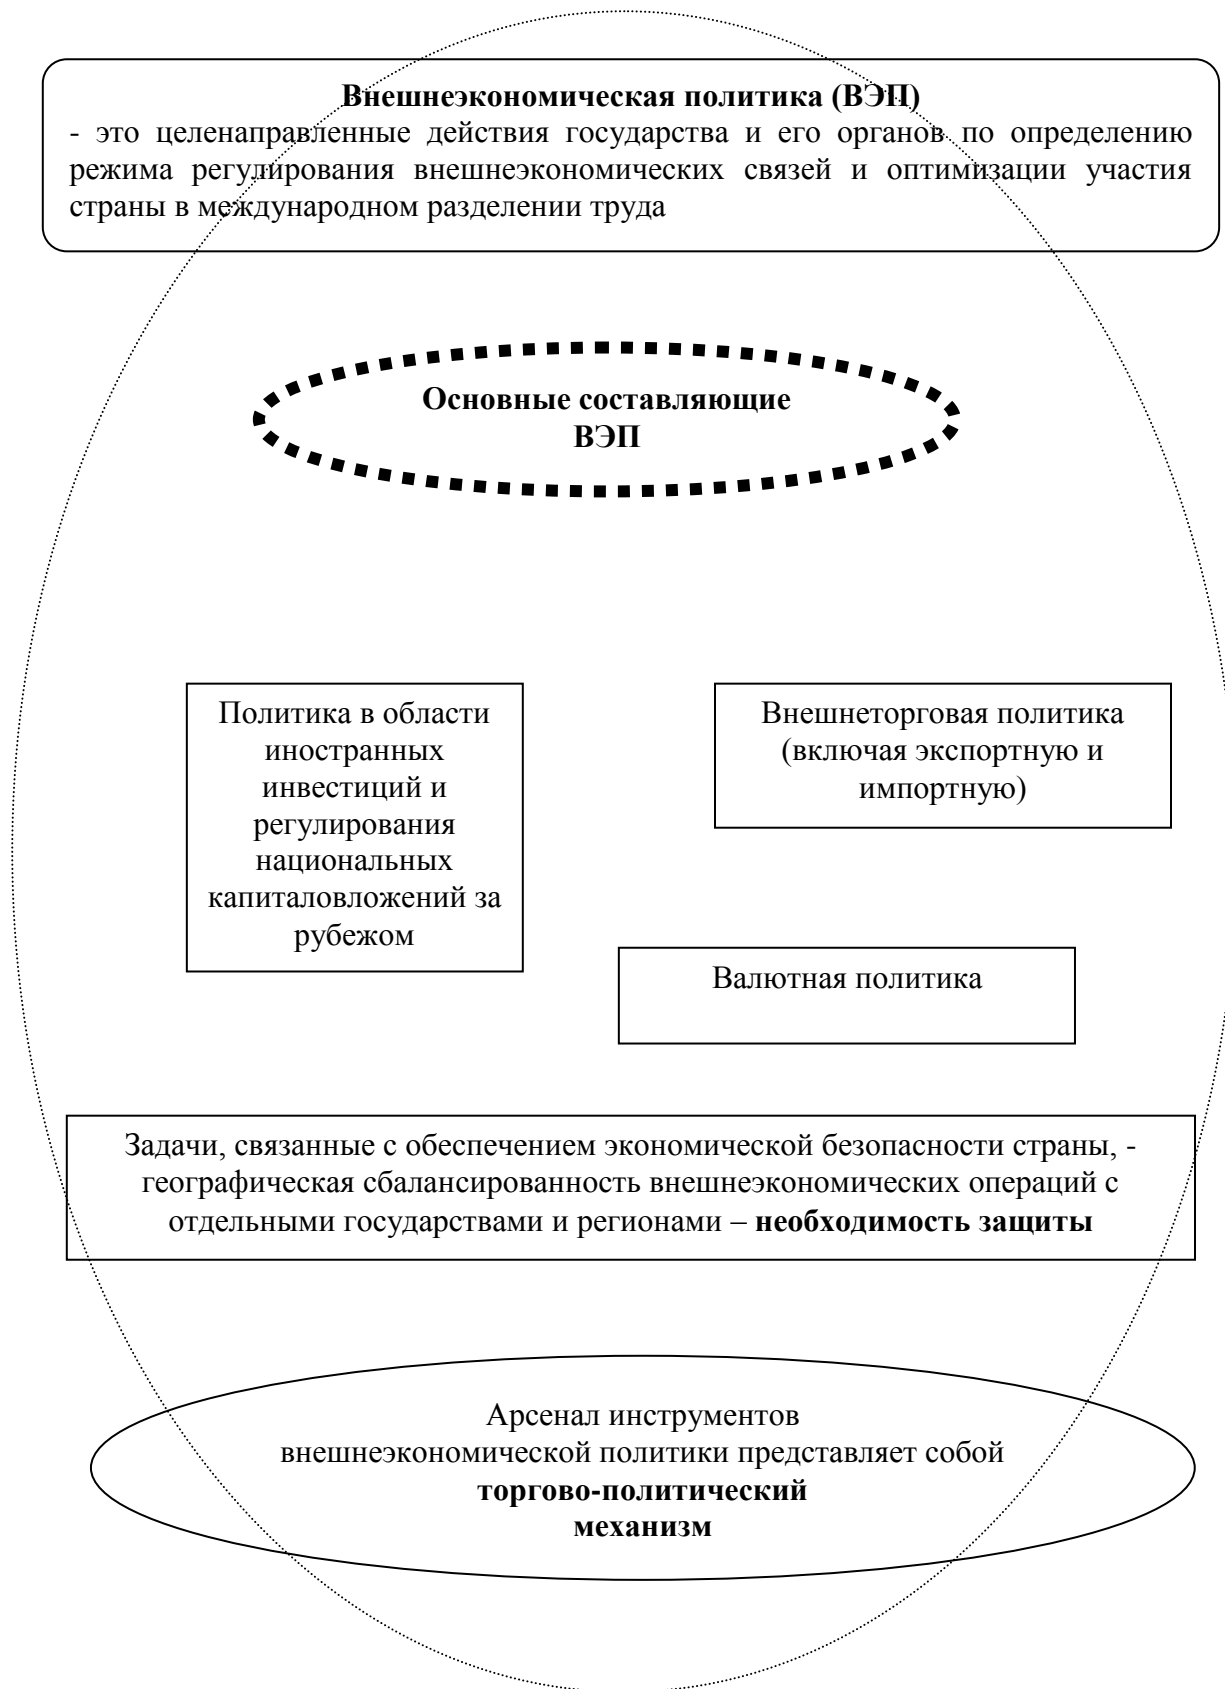 Внешнеэкономическая политика (ВЭП)
- это целенаправленные действия государства и его органов по определению
режима регулирования внешнеэкономических связей и оптимизации участия
страны в международном разделении труда
Основные составляющие
ВЭП
Политика в области
иностранных
инвестиций и
регулирования
национальных
капиталовложений за
рубежом
Внешнеторговая политика
(включая экспортную и
импортную)
Валютная политика
Задачи, связанные с обеспечением экономической безопасности страны, -
географическая сбалансированность внешнеэкономических операций с
отдельными государствами и регионами – необходимость защиты
Арсенал инструментов
внешнеэкономической политики представляет собой
торгово-политический
механизм